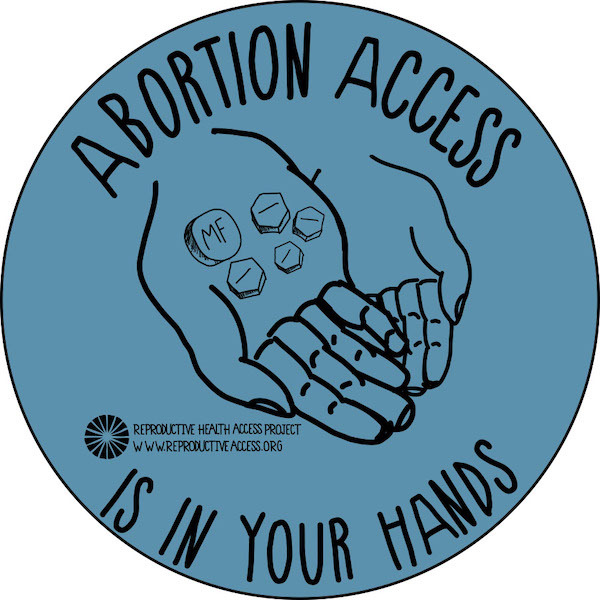 ABORTION ACCESS
MF
REPRODUCTIVE HEALTH ACCESS PROJECT
WWW.REPRODUCTIVEACCESS.ORG
IS IN YOUR HANDS